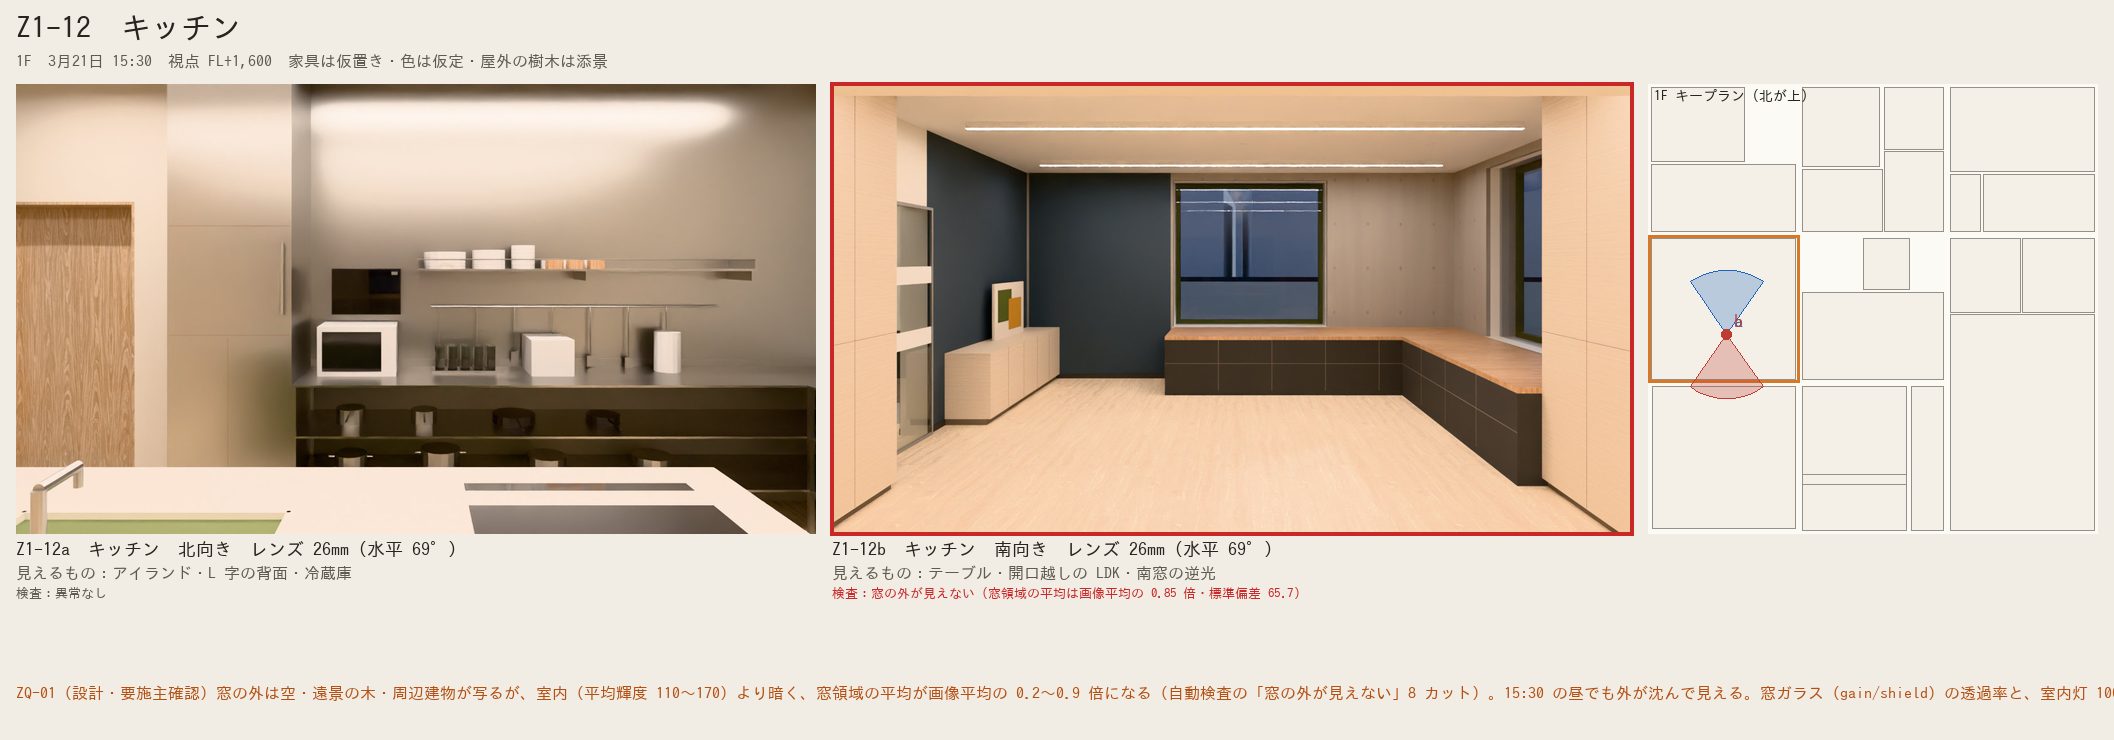 Z1-12 キッチン
1F 3月21日 15:30 視点 FL+1,600 家具は仮置き・色は仮定・屋外の樹木は添景
1F キープラン (北が上)
a
Z1-12a キッチン 北向き レンズ 26mm (水平 69° )
見えるもの：アイランド・L 字の背面・冷蔵庫
検査：異常なし
Z1-12b キッチン 南向き レンズ 26mm (水平 69° )
見えるもの：テーブル・開口越しの LDK・南窓の逆光
検査：窓の外が見えない (窓領域の平均は画像平均の 0.85 倍・標準偏差 65.7)
ZQ-01 (設計・要施主確認) 窓の外は空・遠景の木・周辺建物が写るが、室内 (平均輝度 110〜170) より暗く、窓領域の平均が画像平均の 0.2〜0.9 倍になる (自動検査の「窓の外が見えない」8 カット)。15:30 の昼でも外が沈んで見える。窓ガラス (gain/shield) の透過率と、室内灯